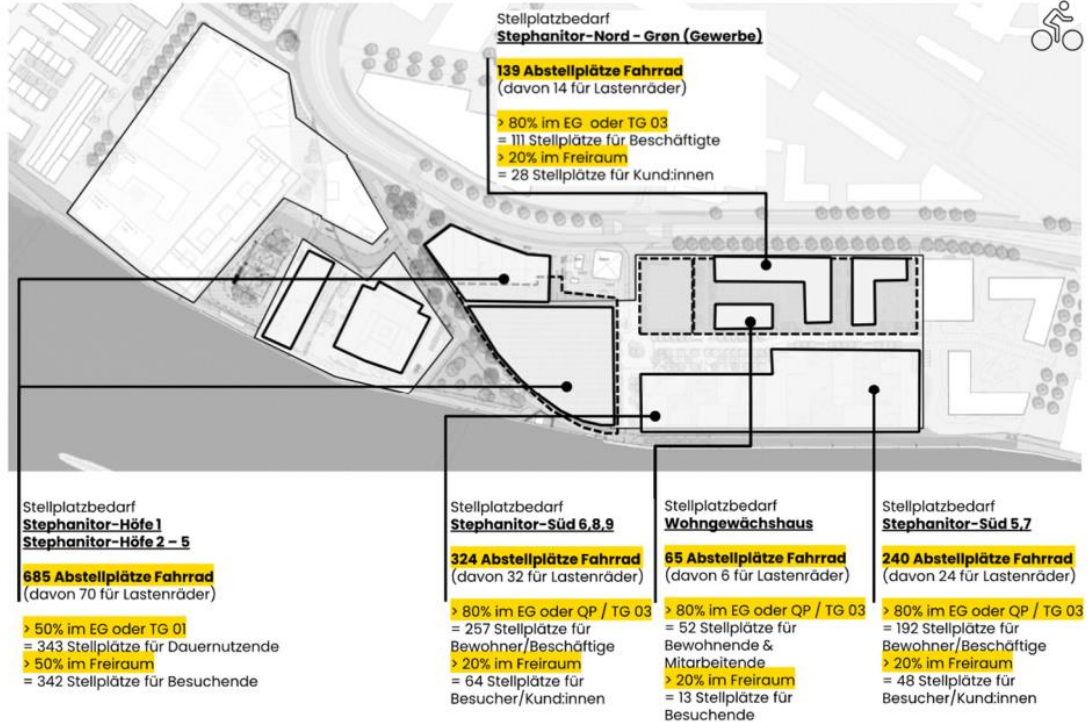 Stellplatzbedarf
Stephanitor-Nord - Grøn (Gewerbe)
139 Abstellplätze Fahrrad
(davon 14 für Lastenräder)
> 80% im EG oder TG 03
= 111 Stellplätze für Beschäftigte
> 20% im Freiraum
= 28 Stellplätze für Kund:innen
Stellplatzbedarf
Stephanitor-Höfe 1
Stephanitor-Höfe 2 – 5
685 Abstellplätze Fahrrad
(davon 70 für Lastenräder)
> 50% im EG oder TG 01
= 343 Stellplätze für Dauernutzende
> 50% im Freiraum
= 342 Stellplätze für Besuchende
Stellplatzbedarf
Stephanitor-Süd 6,8,9
324 Abstellplätze Fahrrad
(davon 32 für Lastenräder)
> 80% im EG oder QP / TG 03
= 257 Stellplätze für
Bewohner/Beschäftige
> 20% im Freiraum
= 64 Stellplätze für
Besucher/Kund:innen
Stellplatzbedarf
Wohngewächshaus
65 Abstellplätze Fahrrad
(davon 6 für Lastenräder)
> 80% im EG oder QP / TG 03
= 52 Stellplätze für
Bewohnende &
Mitarbeitende
> 20% im Freiraum
= 13 Stellplätze für
Besuchende
Stellplatzbedarf
Stephanitor-Süd 5,7
240 Abstellplätze Fahrrad
(davon 24 für Lastenräder)
> 80% im EG oder QP / TG 03
= 192 Stellplätze für
Bewohner/Beschäftige
> 20% im Freiraum
= 48 Stellplätze für
Besucher/Kund:innen